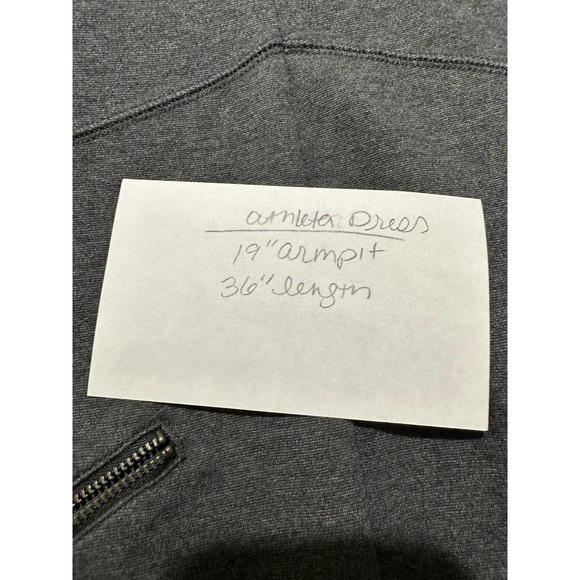 athleta Dress
19" armpit
36" length